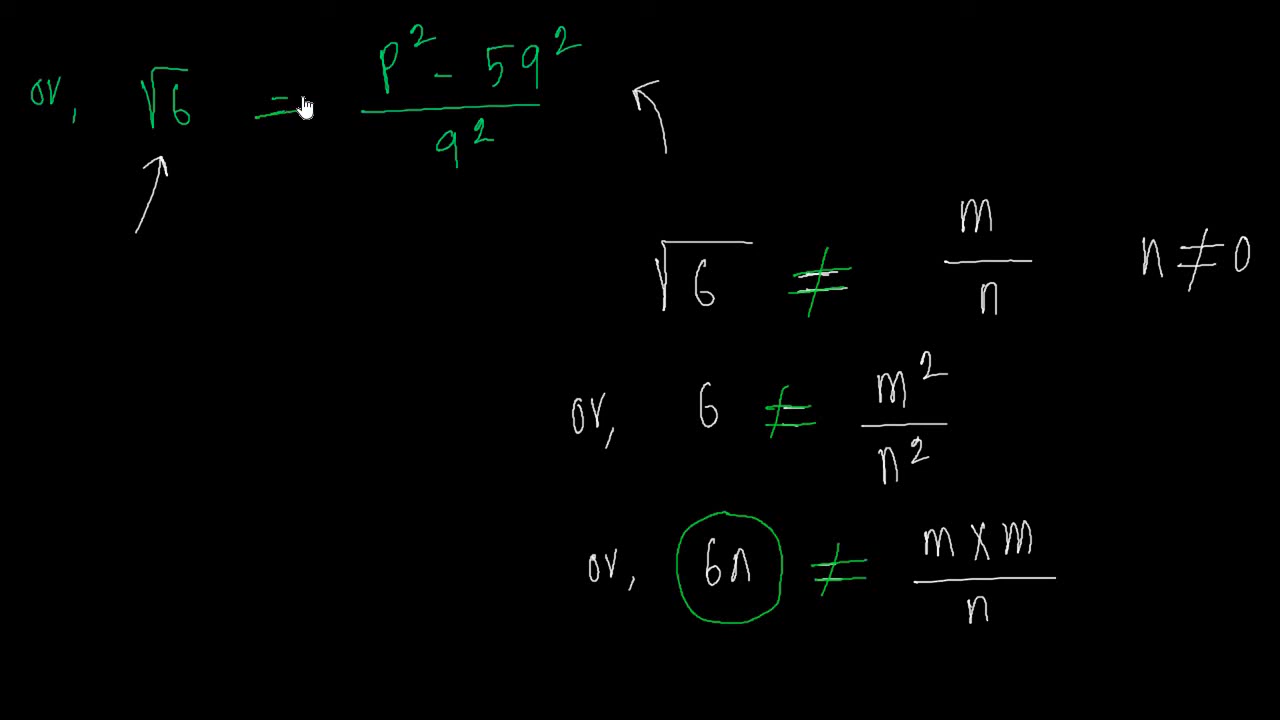 or, √6 = (p² - 5q²)/q²
√6 ≠ m/n n ≠ 0
or, 6 ≠ m²/n²
or, 6n ≠ (m × m)/n